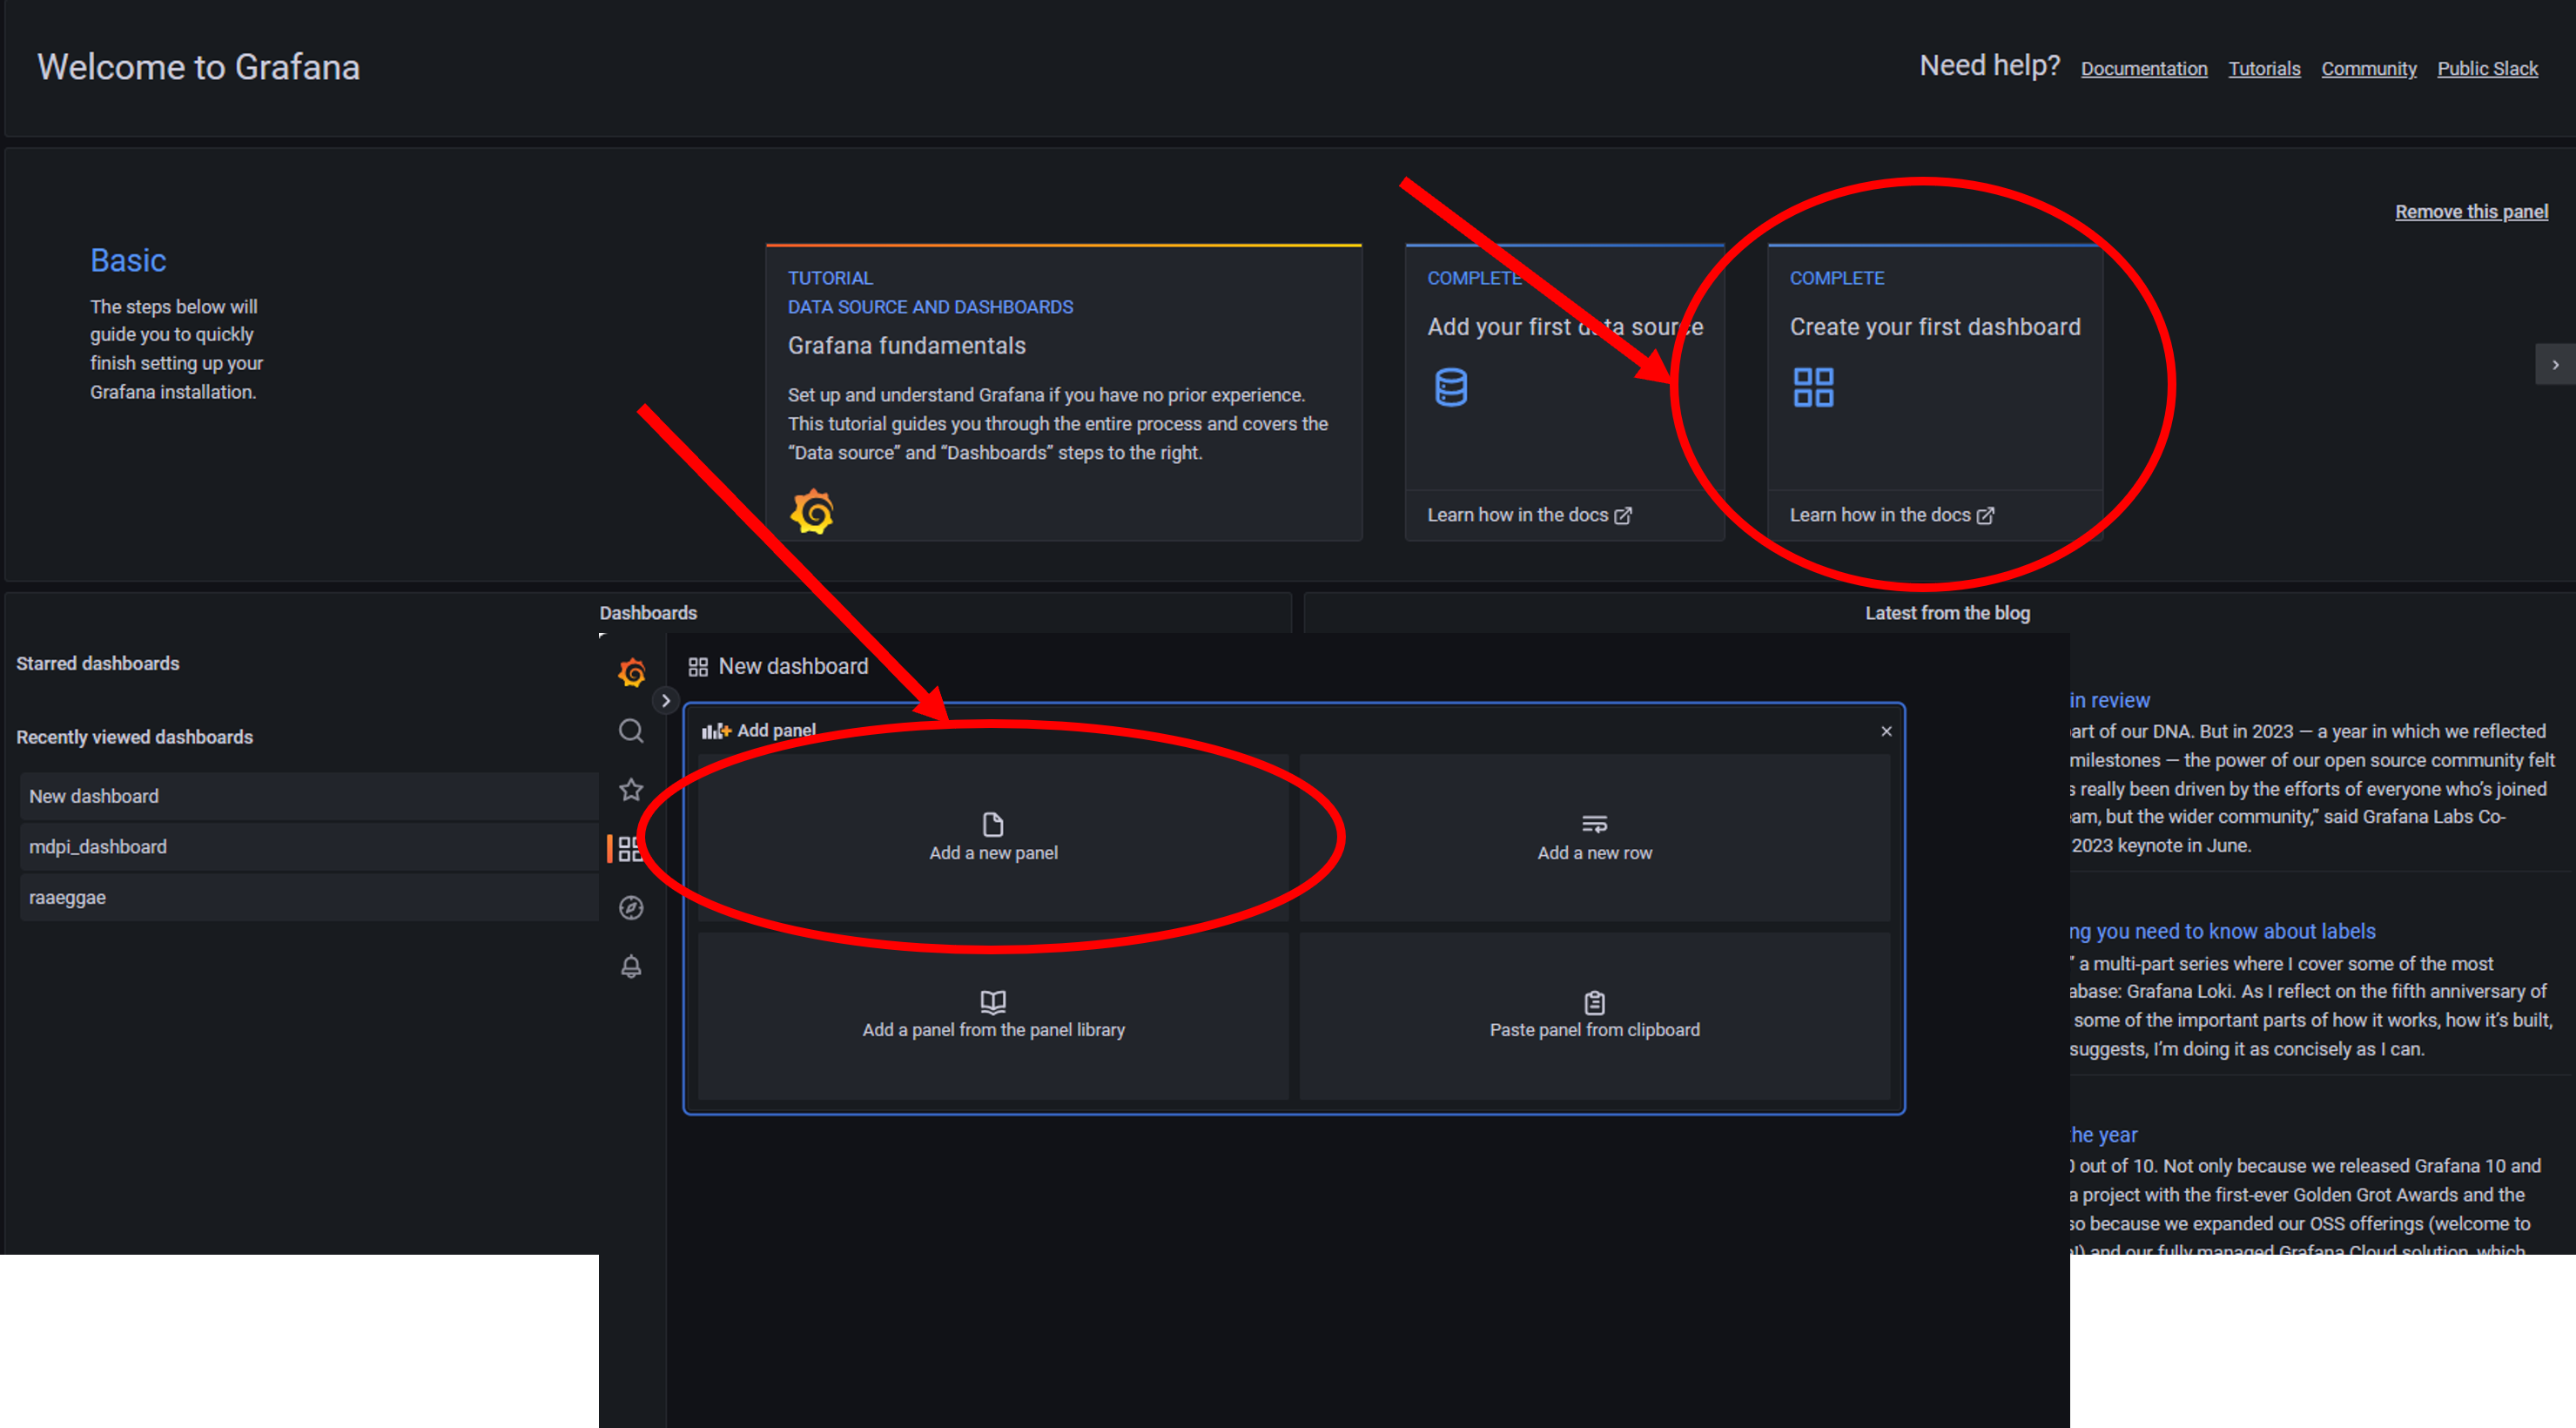 Welcome to Grafana
Need help? Documentation Tutorials Community Public Slack
Remove this panel
Basic
The steps below will
guide you to quickly
finish setting up your
Grafana installation.
TUTORIAL
DATA SOURCE AND DASHBOARDS
Grafana fundamentals
Set up and understand Grafana if you have no prior experience.
This tutorial guides you through the entire process and covers the
“Data source” and “Dashboards” steps to the right.
COMPLETE
Add your first data source
Learn how in the docs
COMPLETE
Create your first dashboard
Learn how in the docs
Dashboards
Starred dashboards
Recently viewed dashboards
New dashboard
mdpi_dashboard
raaeggae
New dashboard
Add panel
Add a new panel
Add a new row
Add a panel from the panel library
Paste panel from clipboard
Latest from the blog
in review
of our DNA. But in 2023 — a year in which we reflected
milestones — the power of our open source community felt
really been driven by the efforts of everyone who’s joined
but the wider community,” said Grafana Labs Co-
2023 keynote in June.
you need to know about labels
” a multi-part series where I cover some of the most
Grafana Loki. As I reflect on the fifth anniversary of
some of the important parts of how it works, how it’s built,
suggests, I’m doing it as concisely as I can.
the year
out of 10. Not only because we released Grafana 10 and
a project with the first-ever Golden Grot Awards and the
so because we expanded our OSS offerings (welcome to
and our fully managed Grafana Cloud solution, which